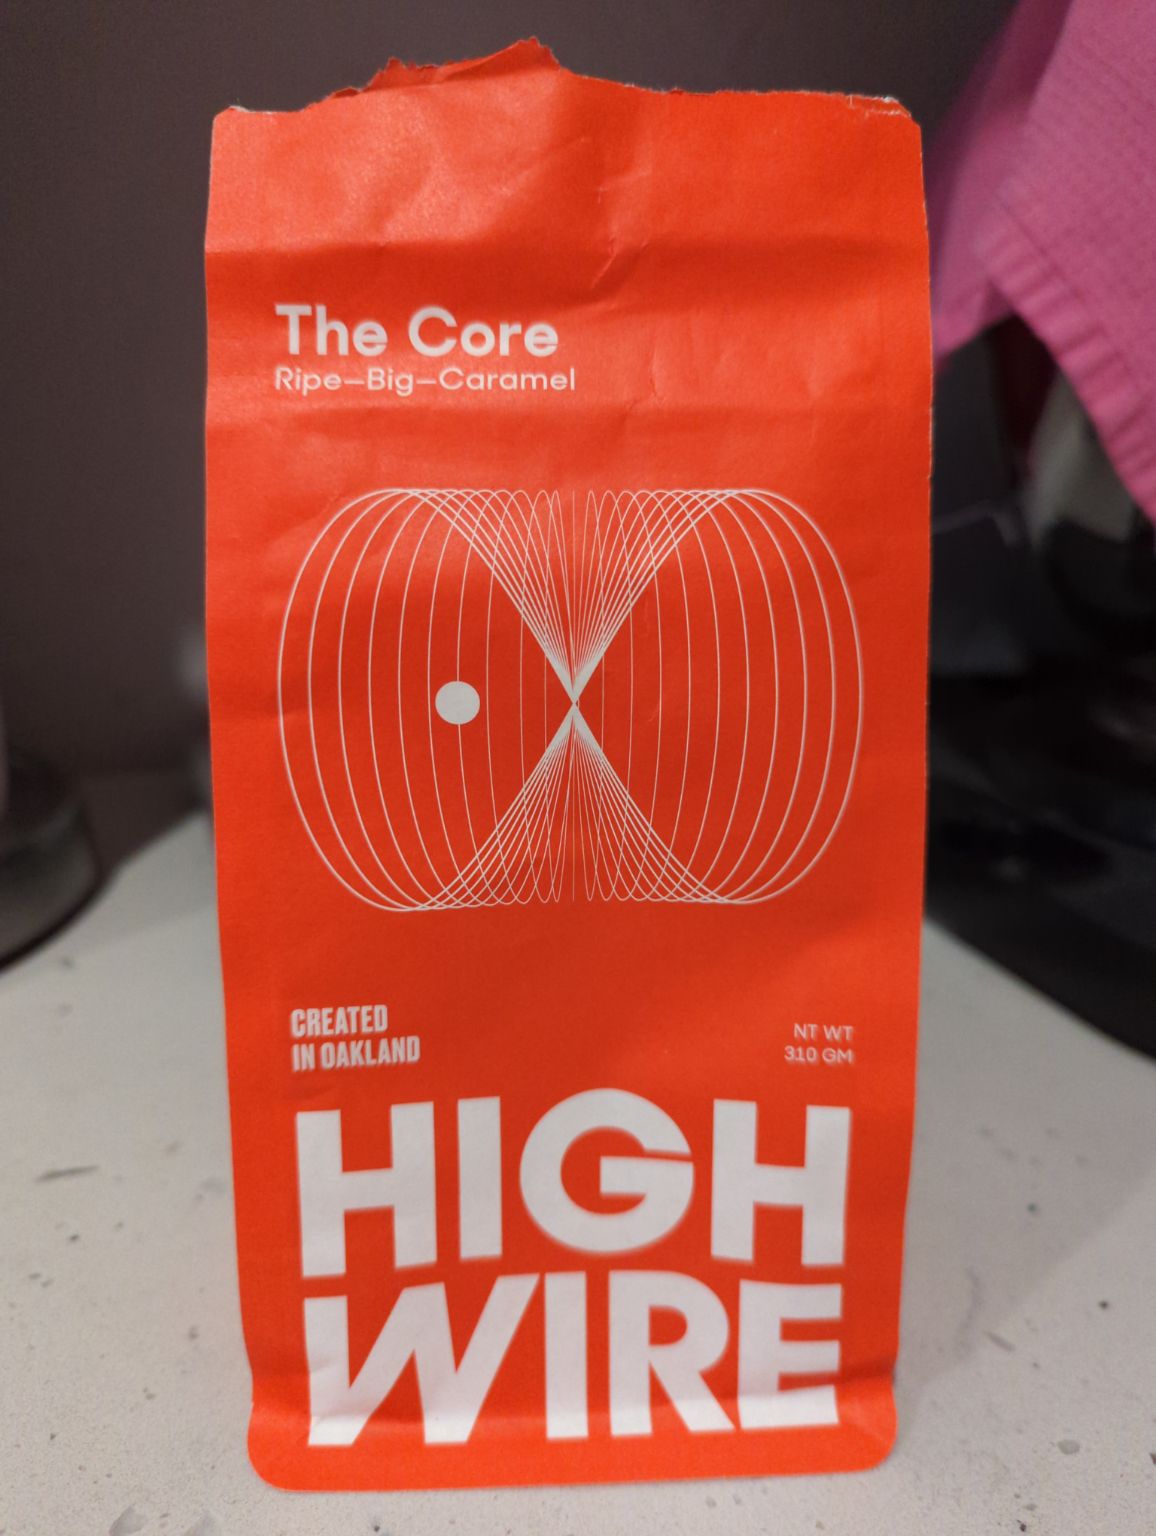 The Core
Ripe—Big—Caramel
CREATED
IN OAKLAND
NT WT
310 GM
HIGH
WIRE